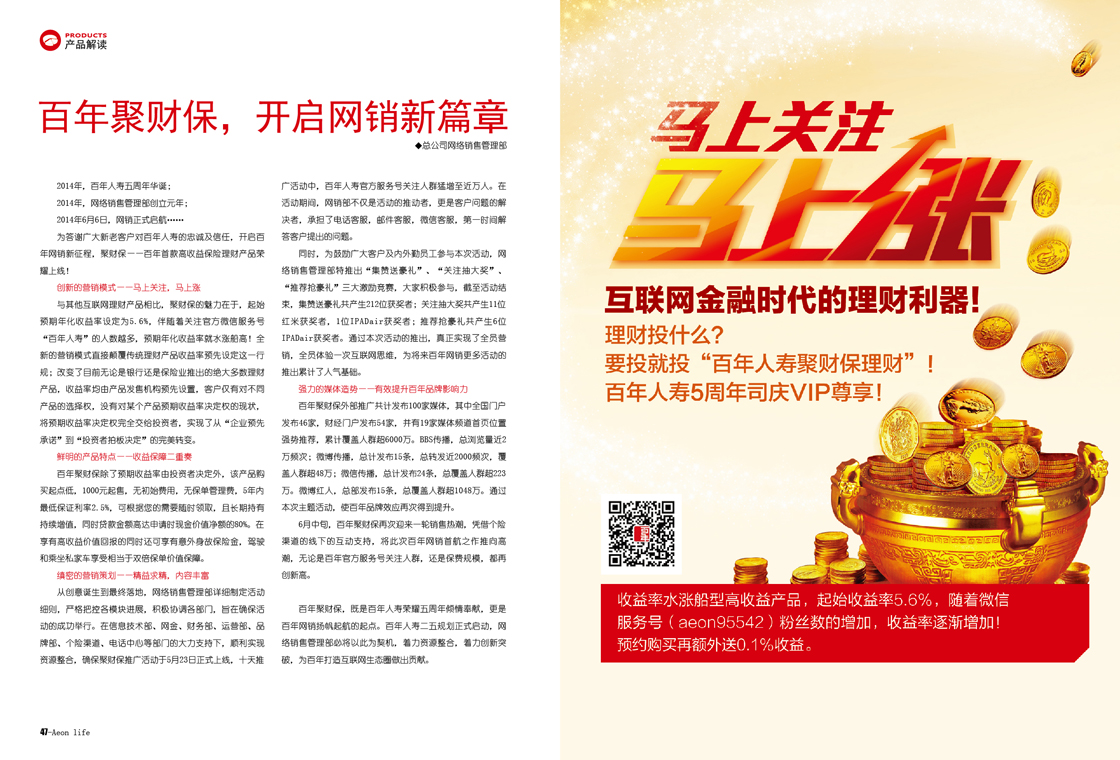 PRODUCTS
产品解读
百年聚财保，开启网销新篇章
◆总公司网络销售管理部
2014年，百年人寿五周年华诞；
2014年，网络销售管理部创立元年；
2014年6月6日，网销正式启航……
为答谢广大新老客户对百年人寿的忠诚及信任，开启百
年网销新征程，聚财保——百年首款高收益保险理财产品荣
耀上线！
创新的营销模式——马上关注，马上涨
与其他互联网理财产品相比，聚财保的魅力在于，起始
预期年化收益率设定为5.6%，伴随着关注官方微信服务号
“百年人寿”的人数越多，预期年化收益率就水涨船高！全
新的营销模式直接颠覆传统理财产品收益率预先设定这一行
规；改变了目前无论是银行还是保险业推出的绝大多数理财
产品，收益率均由产品发售机构预先设置，客户仅有对不同
产品的选择权，没有对某个产品预期收益率决定权的现状，
将预期收益率决定权完全交给投资者，实现了从“企业预先
承诺”到“投资者拍板决定”的完美转变。
鲜明的产品特点——收益保障二重奏
百年聚财保除了预期收益率由投资者决定外，该产品购
买起点低，1000元起售，无初始费用，无保单管理费，5年内
最低保证利率2.5%，可根据您的需要随时领取，且长期持有
持续增值，同时贷款金额高达申请时现金价值净额的80%。在
享有高收益价值回报的同时还可享有意外身故保险金，驾驶
和乘坐私家车享受相当于双倍保单价值保障。
缜密的营销策划——精益求精，内容丰富
从创意诞生到最终落地，网络销售管理部详细制定活动
细则，严格把控各模块进展，积极协调各部门，旨在确保活
动的成功举行。在信息技术部、网金、财务部、运营部、品
牌部、个险渠道、电话中心等部门的大力支持下，顺利实现
资源整合，确保聚财保推广活动于5月23日正式上线，十天推
广活动中，百年人寿官方服务号关注人群猛增至近万人。在
活动期间，网销部不仅是活动的推动者，更是客户问题的解
决者，承担了电话客服，邮件客服，微信客服，第一时间解
答客户提出的问题。
同时，为鼓励广大客户及内外勤员工参与本次活动，网
络销售管理部特推出“集赞送豪礼”、“关注抽大奖”、
“推荐抢豪礼”三大激励竞赛，大家积极参与，截至活动结
束，集赞送豪礼共产生212位获奖者；关注抽大奖共产生11位
红米获奖者，1位IPADair获奖者；推荐抢豪礼共产生6位
IPADair获奖者。通过本次活动的推出，真正实现了全员营
销，全员体验一次互联网思维，为将来百年网销更多活动的
推出累计了人气基础。
强力的媒体造势——有效提升百年品牌影响力
百年聚财保外部推广共计发布100家媒体，其中全国门户
发布46家，财经门户发布54家，并有19家媒体频道首页位置
强势推荐，累计覆盖人群超6000万。BBS传播，总浏览量近2
万频次；微博传播，总计发布15条，总转发近2000频次，覆
盖人群超48万；微信传播，总计发布24条，总覆盖人群超223
万。微博红人，总部发布15条，总覆盖人群超1048万。通过
本次主题活动，使百年品牌效应再次得到提升。
6月中旬，百年聚财保再次迎来一轮销售热潮，凭借个险
渠道的线下的互动支持，将此次百年网销首航之作推向高
潮，无论是百年官方服务号关注人群，还是保费规模，都再
创新高。
百年聚财保，既是百年人寿荣耀五周年倾情奉献，更是
百年网销扬帆起航的起点。百年人寿二五规划正式启动，网
络销售管理部必将以此为契机，着力资源整合，着力创新突
破，为百年打造互联网生态圈做出贡献。
47-Aeon life
马上关注
马上涨
互联网金融时代的理财利器！
理财投什么？
要投就投“百年人寿聚财保理财”！
百年人寿5周年司庆VIP尊享！
收益率水涨船型高收益产品，起始收益率5.6%，随着微信
服务号（aeon95542）粉丝数的增加，收益率逐渐增加！
预约购买再额外送0.1%收益。